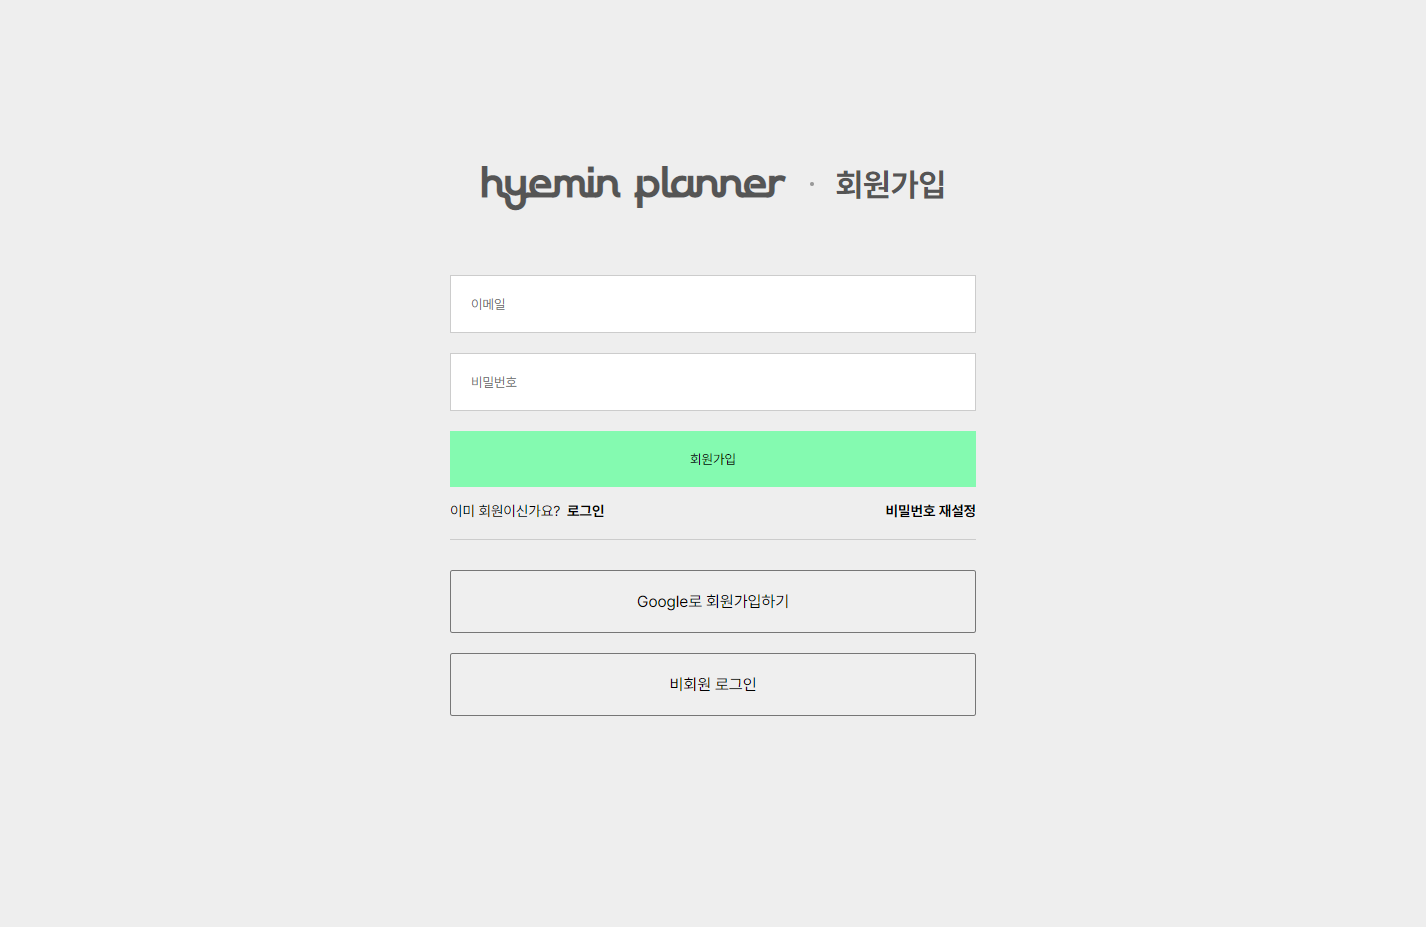 hyemin planner · 회원가입
이메일
비밀번호
회원가입
이미 회원이신가요? 로그인
비밀번호 재설정
Google로 회원가입하기
비회원 로그인